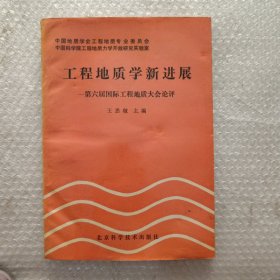 中国地质学会工程地质专业委员会
中国科学院工程地质力学开放研究实验室
工程地质学新进展
—第六届国际工程地质大会论评
王思敬 主编
北京科学技术出版社